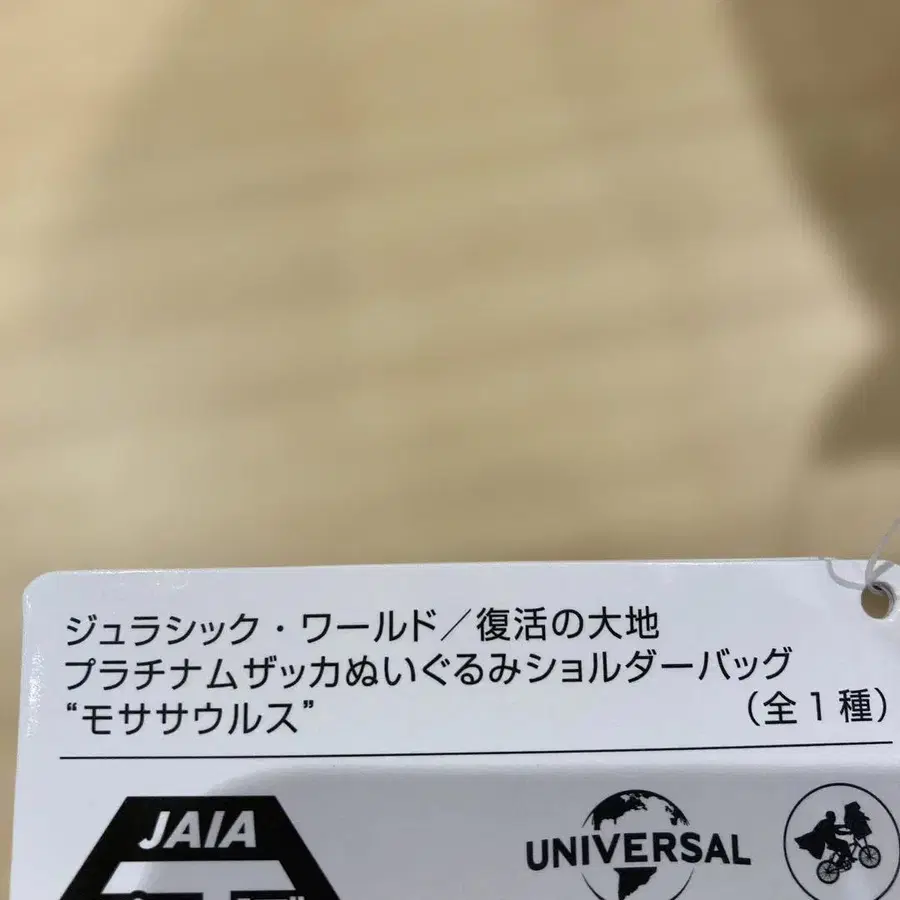 ジュラシック・ワールド／復活の大地
プラチナムザッカぬいぐるみショルダーバッグ
“モササウルス”
（全1種）
JAIA
UNIVERSAL